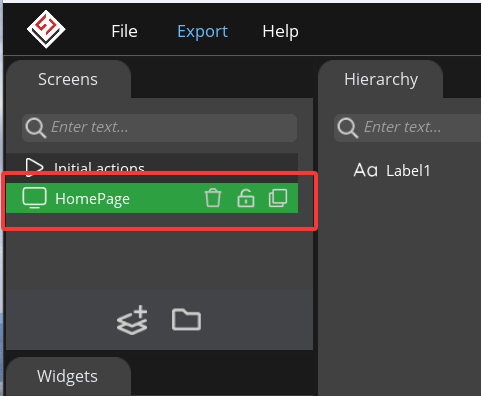 File Export Help
Screens Hierarchy
Enter text... Enter text...
Initial actions
Aa Label1
HomePage
Widgets